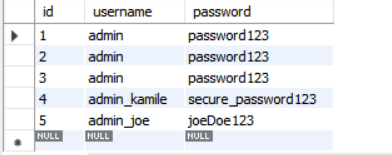 id username password
1 admin password123
2 admin password123
3 admin password123
4 admin_kamile secure_password123
5 admin_joe joeDoe123
NULL NULL NULL